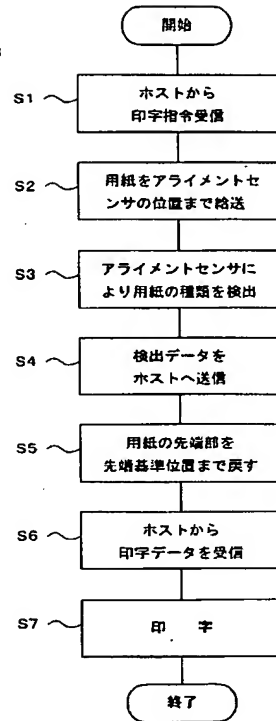 開始
S1
ホストから
印字指令受信
S2
用紙をアライメントセ
ンサの位置まで給送
S3
アライメントセンサに
より用紙の種類を検出
S4
検出データを
ホストへ送信
S5
用紙の先端部を
先端基準位置まで戻す
S6
ホストから
印字データを受信
S7
印 字
終了